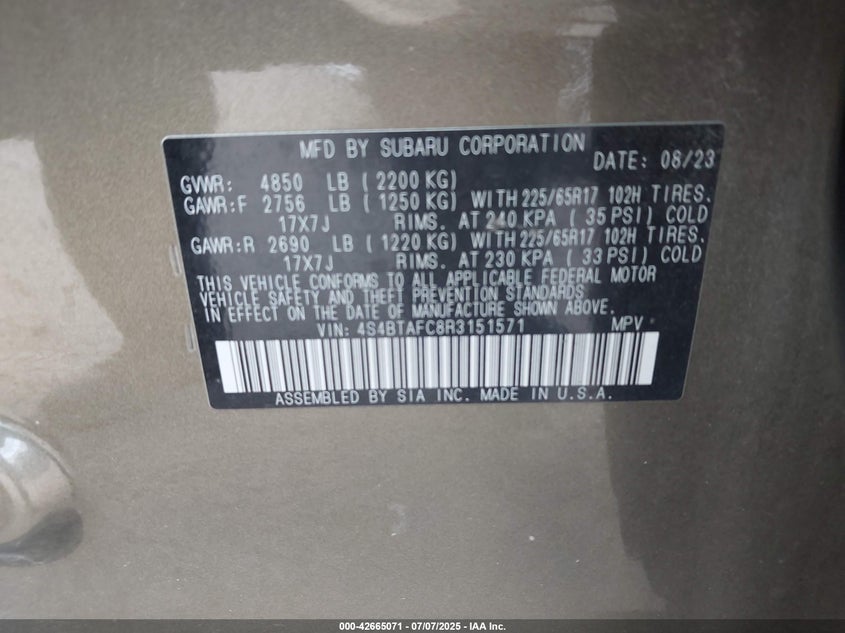 MFD BY SUBARU CORPORATION DATE: 08/23
GVWR: 4850 LB ( 2200 KG)
GAWR:F 2756 LB ( 1250 KG) WITH 225/65R17 102H TIRES.
17X7J RIMS. AT 240 KPA ( 35 PSI) COLD
GAWR:R 2690 LB ( 1220 KG) WITH 225/65R17 102H TIRES.
17X7J RIMS. AT 230 KPA ( 33 PSI) COLD
THIS VEHICLE CONFORMS TO ALL APPLICABLE FEDERAL MOTOR
VEHICLE SAFETY AND THEFT PREVENTION STANDARDS
IN EFFECT ON THE DATE OF MANUFACTURE SHOWN ABOVE.
VIN: 4S4BTAFC8R3151571 MPV
ASSEMBLED BY SIA INC. MADE IN U.S.A.
000-42665071 / 07/07/2025 - IAA Inc.